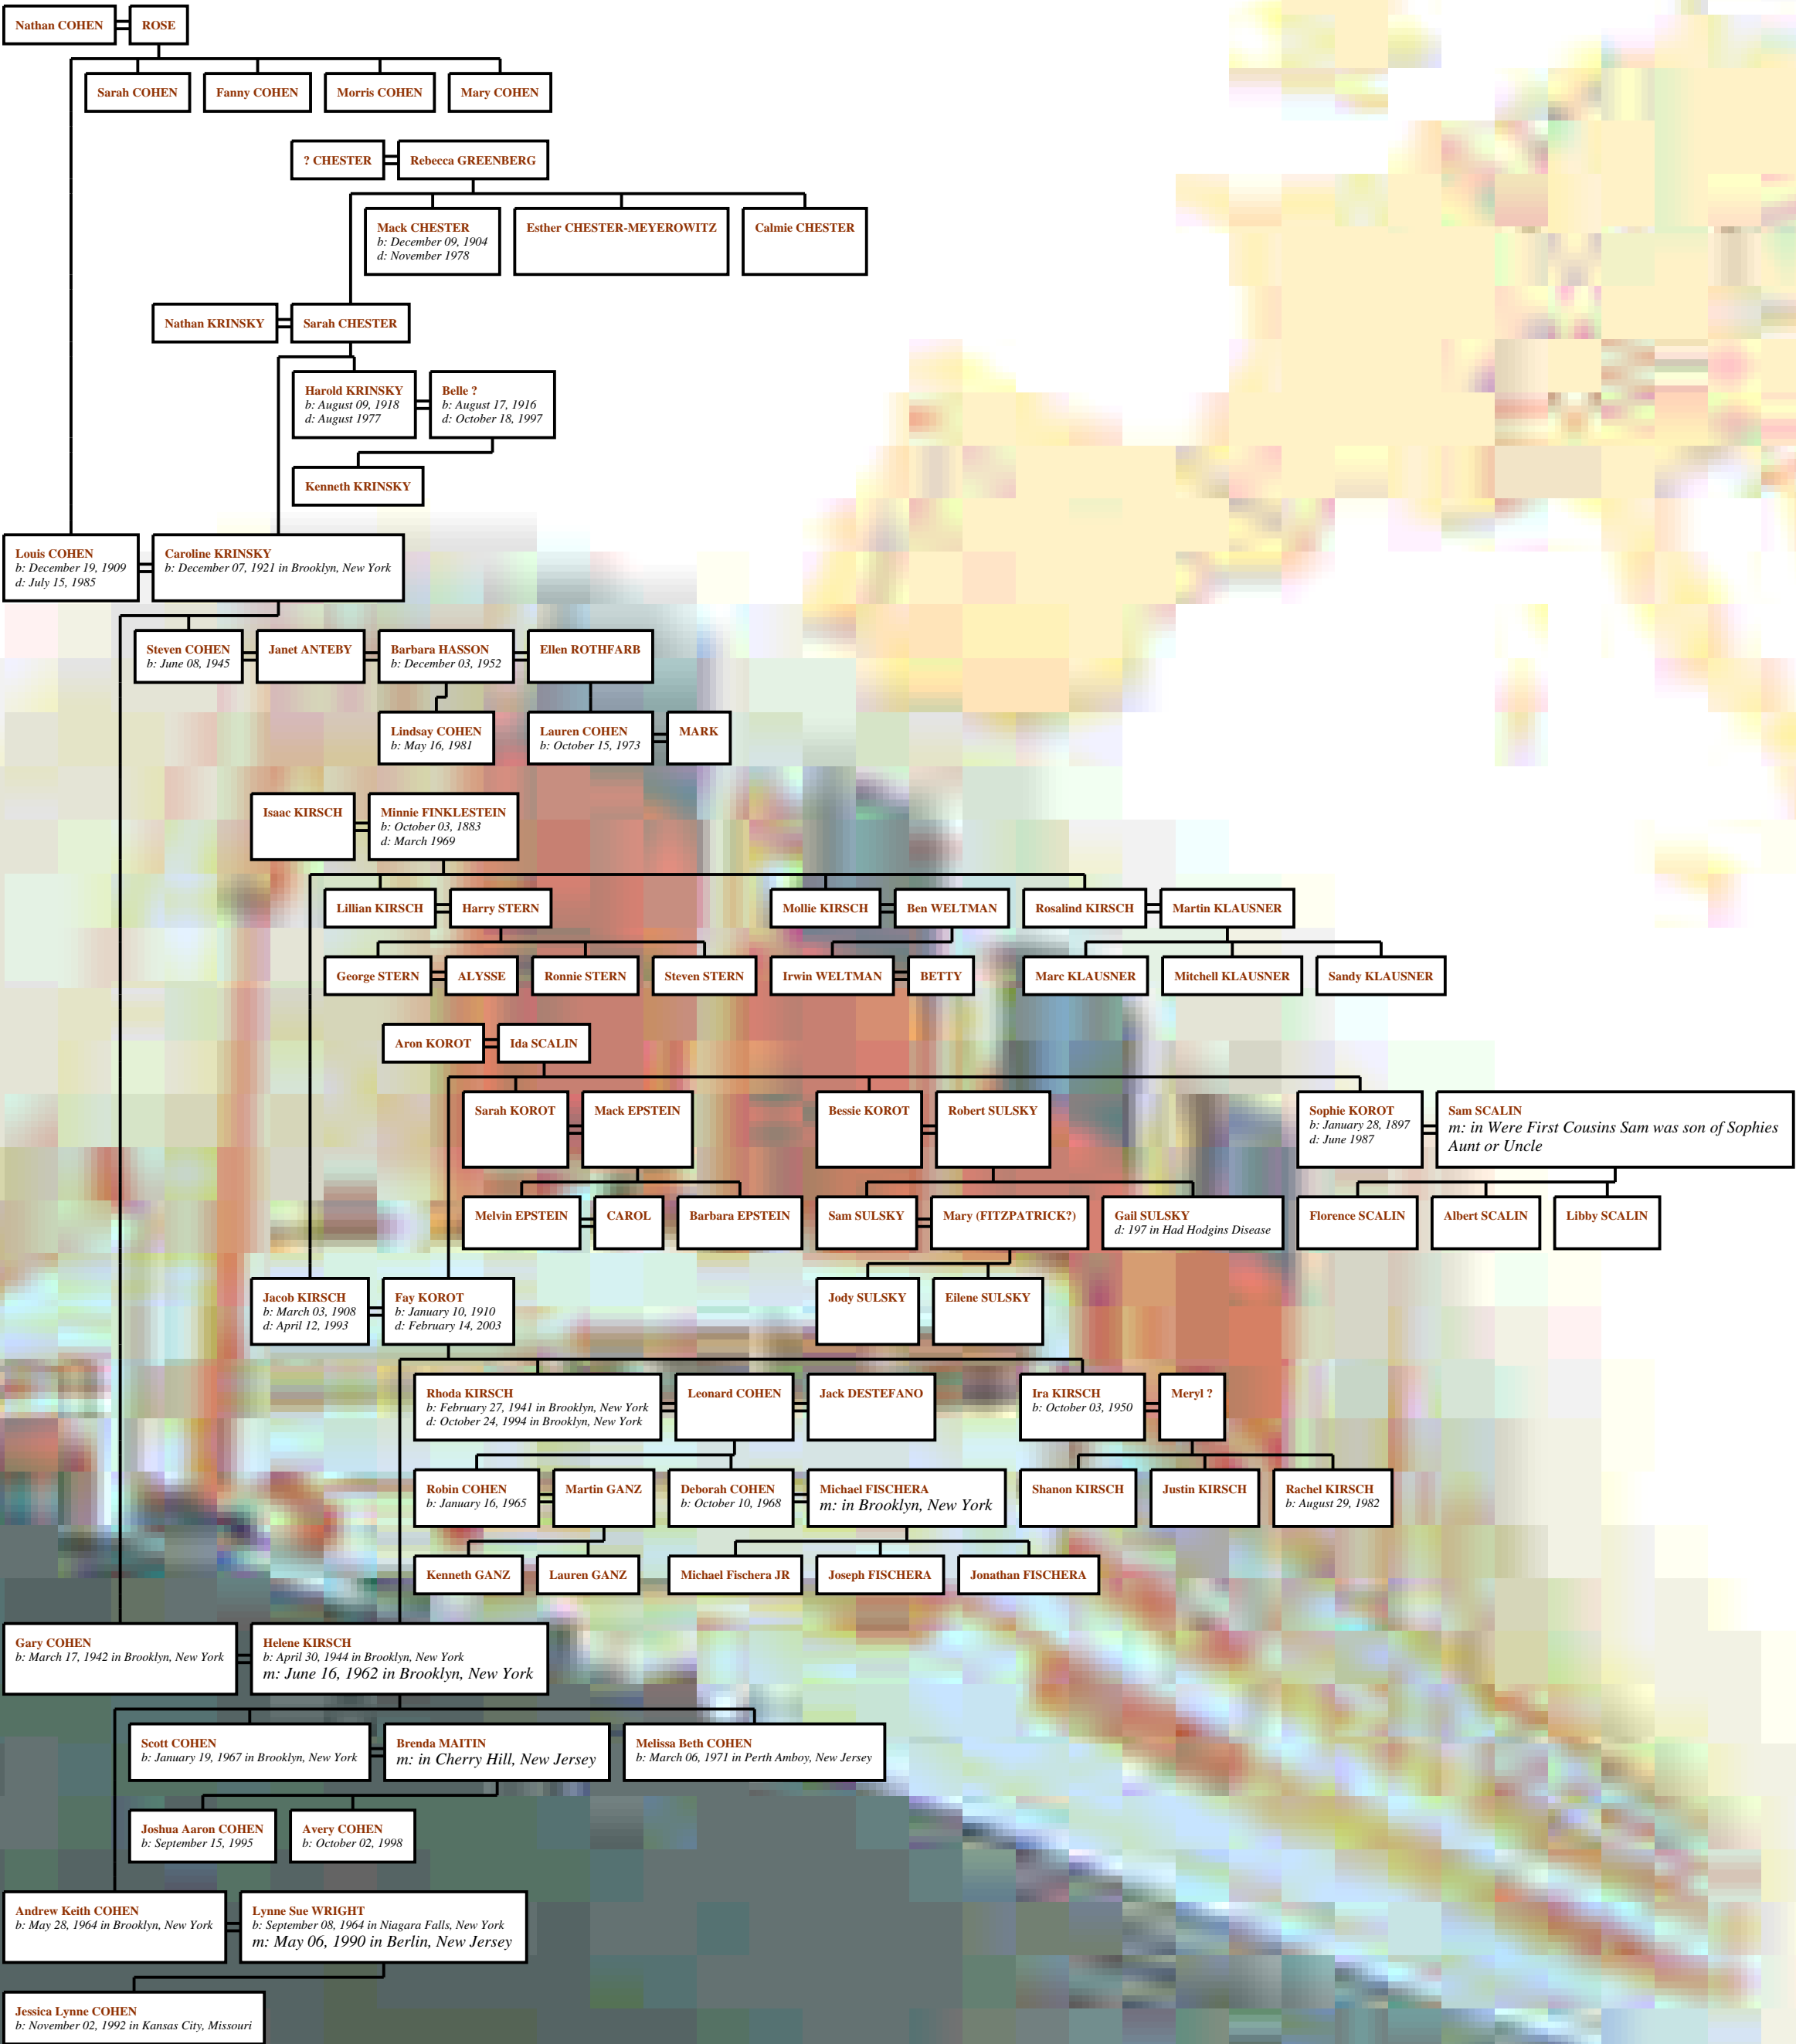 Nathan COHEN
ROSE
Sarah COHEN
Fanny COHEN
Morris COHEN
Mary COHEN
? CHESTER
Rebecca GREENBERG
Mack CHESTER
b: December 09, 1904
d: November 1978
Esther CHESTER-MEYEROWITZ
Calmie CHESTER
Nathan KRINSKY
Sarah CHESTER
Harold KRINSKY
b: August 09, 1918
d: August 1977
Belle ?
b: August 17, 1916
d: October 18, 1997
Kenneth KRINSKY
Louis COHEN
b: December 19, 1909
d: July 15, 1985
Caroline KRINSKY
b: December 07, 1921 in Brooklyn, New York
Steven COHEN
b: June 08, 1945
Janet ANTEBY
Barbara HASSON
b: December 03, 1952
Ellen ROTHFARB
Lindsay COHEN
b: May 16, 1981
Lauren COHEN
b: October 15, 1973
MARK
Isaac KIRSCH
Minnie FINKLESTEIN
b: October 03, 1883
d: March 1969
Lillian KIRSCH
Harry STERN
Mollie KIRSCH
Ben WELTMAN
Rosalind KIRSCH
Martin KLAUSNER
George STERN
ALYSSE
Ronnie STERN
Steven STERN
Irwin WELTMAN
BETTY
Marc KLAUSNER
Mitchell KLAUSNER
Sandy KLAUSNER
Aron KOROT
Ida SCALIN
Sarah KOROT
Mack EPSTEIN
Bessie KOROT
Robert SULSKY
Sophie KOROT
b: January 28, 1897
d: June 1987
Sam SCALIN
m: in Were First Cousins Sam was son of Sophies
Aunt or Uncle
Melvin EPSTEIN
CAROL
Barbara EPSTEIN
Sam SULSKY
Mary (FITZPATRICK?)
Gail SULSKY
d: 197 in Had Hodgins Disease
Florence SCALIN
Albert SCALIN
Libby SCALIN
Jacob KIRSCH
b: March 03, 1908
d: April 12, 1993
Fay KOROT
b: January 10, 1910
d: February 14, 2003
Jody SULSKY
Eilene SULSKY
Rhoda KIRSCH
b: February 27, 1941 in Brooklyn, New York
d: October 24, 1994 in Brooklyn, New York
Leonard COHEN
Jack DESTEFANO
Ira KIRSCH
b: October 03, 1950
Meryl ?
Robin COHEN
b: January 16, 1965
Martin GANZ
Deborah COHEN
b: October 10, 1968
Michael FISCHERA
m: in Brooklyn, New York
Shanon KIRSCH
Justin KIRSCH
Rachel KIRSCH
b: August 29, 1982
Kenneth GANZ
Lauren GANZ
Michael Fischera JR
Joseph FISCHERA
Jonathan FISCHERA
Gary COHEN
b: March 17, 1942 in Brooklyn, New York
Helene KIRSCH
b: April 30, 1944 in Brooklyn, New York
m: June 16, 1962 in Brooklyn, New York
Scott COHEN
b: January 19, 1967 in Brooklyn, New York
Brenda MAITIN
m: in Cherry Hill, New Jersey
Melissa Beth COHEN
b: March 06, 1971 in Perth Amboy, New Jersey
Joshua Aaron COHEN
b: September 15, 1995
Avery COHEN
b: October 02, 1998
Andrew Keith COHEN
b: May 28, 1964 in Brooklyn, New York
Lynne Sue WRIGHT
b: September 08, 1964 in Niagara Falls, New York
m: May 06, 1990 in Berlin, New Jersey
Jessica Lynne COHEN
b: November 02, 1992 in Kansas City, Missouri